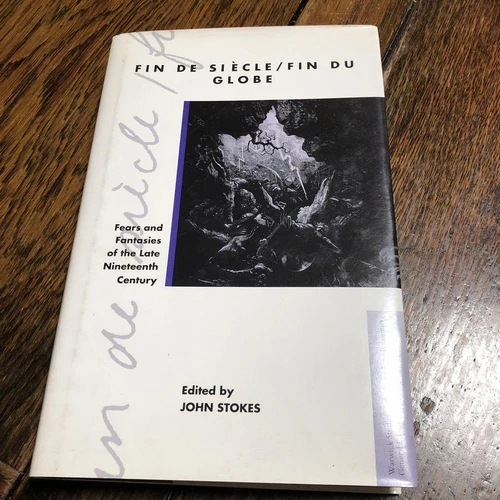 FIN DE SIÈCLE/FIN DU
GLOBE
Fears and
Fantasies
of the Late
Nineteenth
Century
Edited by
JOHN STOKES